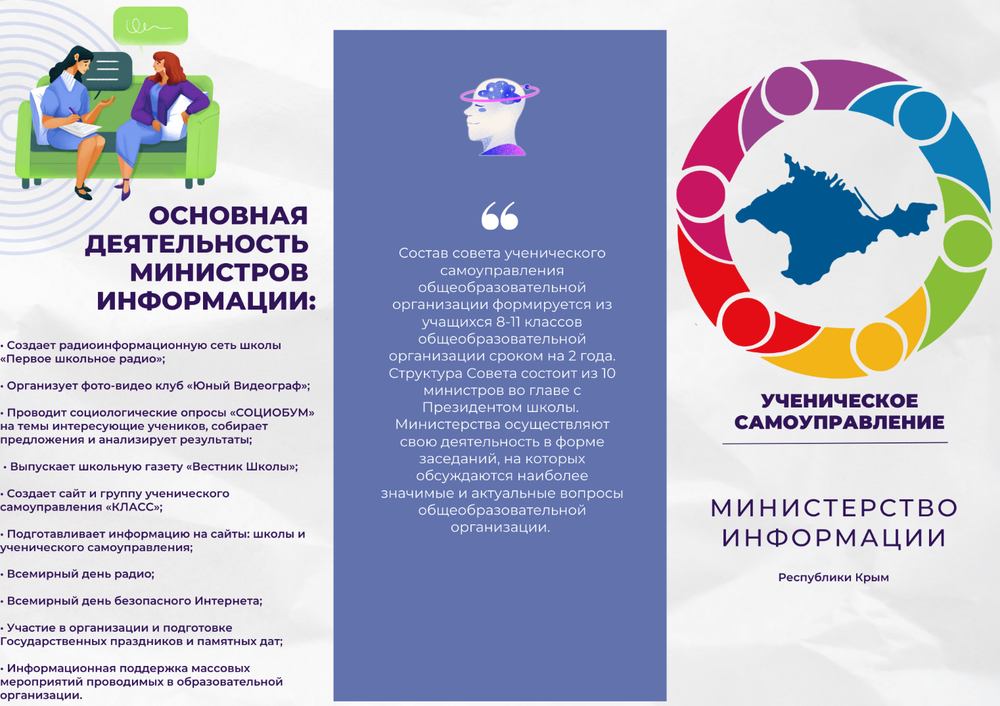 ОСНОВНАЯ
ДЕЯТЕЛЬНОСТЬ
МИНИСТРОВ
ИНФОРМАЦИИ:
• Создает радиоинформационную сеть школы
«Первое школьное радио»;
• Организует фото-видео клуб «Юный Видеограф»;
• Проводит социологические опросы «СОЦИОБУМ»
на темы интересующие учеников, собирает
предложения и анализирует результаты;
• Выпускает школьную газету «Вестник Школы»;
• Создает сайт и группу ученического
самоуправления «КЛАСС»;
• Подготавливает информацию на сайты: школы и
ученического самоуправления;
• Всемирный день радио;
• Всемирный день безопасного Интернета;
• Участие в организации и подготовке
Государственных праздников и памятных дат;
• Информационная поддержка массовых
мероприятий проводимых в образовательной
организации.
Состав совета ученического
самоуправления
общеобразовательной
организации формируется из
учащихся 8-11 классов
общеобразовательной
организации сроком на 2 года.
Структура Совета состоит из 10
министров во главе с
Президентом школы.
Министерства осуществляют
свою деятельность в форме
заседаний, на которых
обсуждаются наиболее
значимые и актуальные вопросы
общеобразовательной
организации.
УЧЕНИЧЕСКОЕ
САМОУПРАВЛЕНИЕ
МИНИСТЕРСТВО
ИНФОРМАЦИИ
Республики Крым